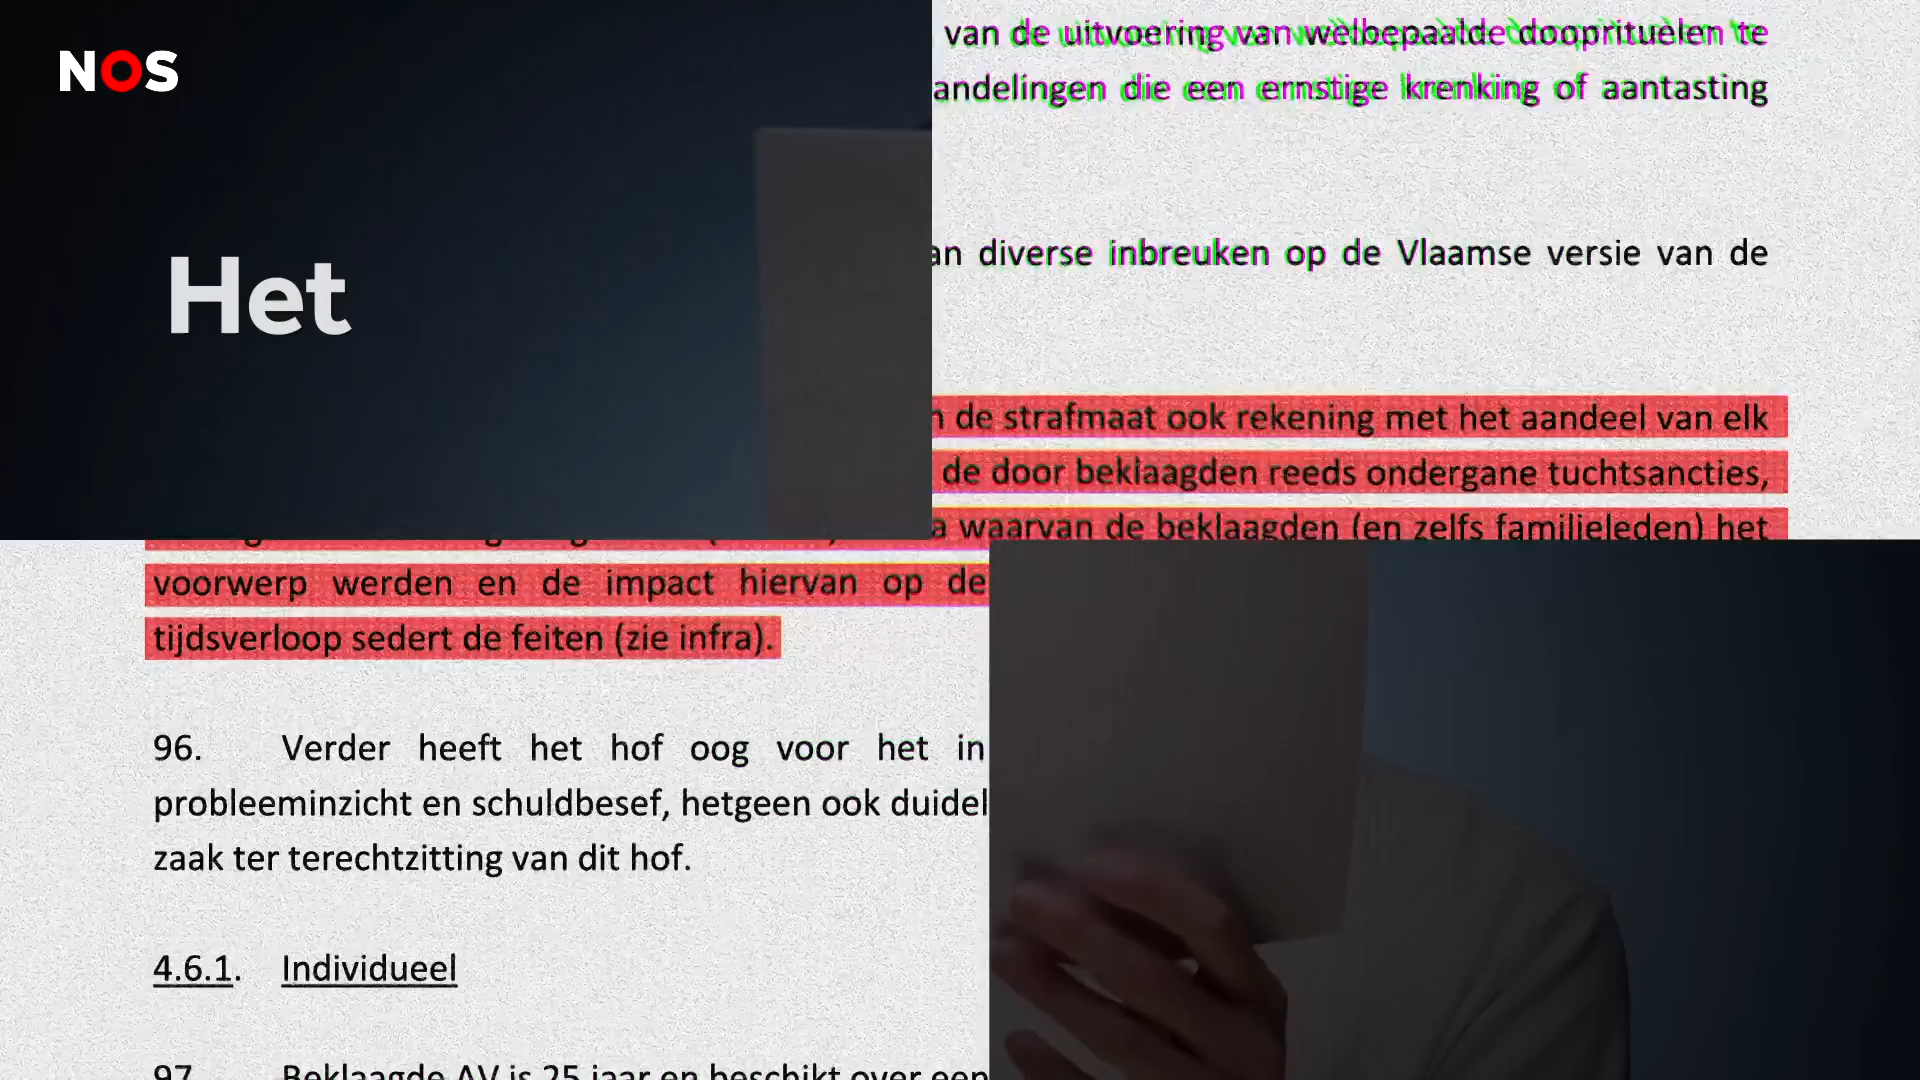 NOS
Het
van de uitvoering van welbepaalde dooprituelen te
andelingen die een ernstige krenking of aantasting
an diverse inbreuken op de Vlaamse versie van de
de strafmaat ook rekening met het aandeel van elk
de door beklaagden reeds ondergane tuchtsancties,
waarvan de beklaagden (en zelfs familieleden) het
voorwerp werden en de impact hiervan op de
tijdsverloop sedert de feiten (zie infra).
96. Verder heeft het hof oog voor het in
probleeminzicht en schuldbesef, hetgeen ook duidel
zaak ter terechtzitting van dit hof.
4.6.1. Individueel
97. Beklaagde AV is 25 jaar en beschikt over een